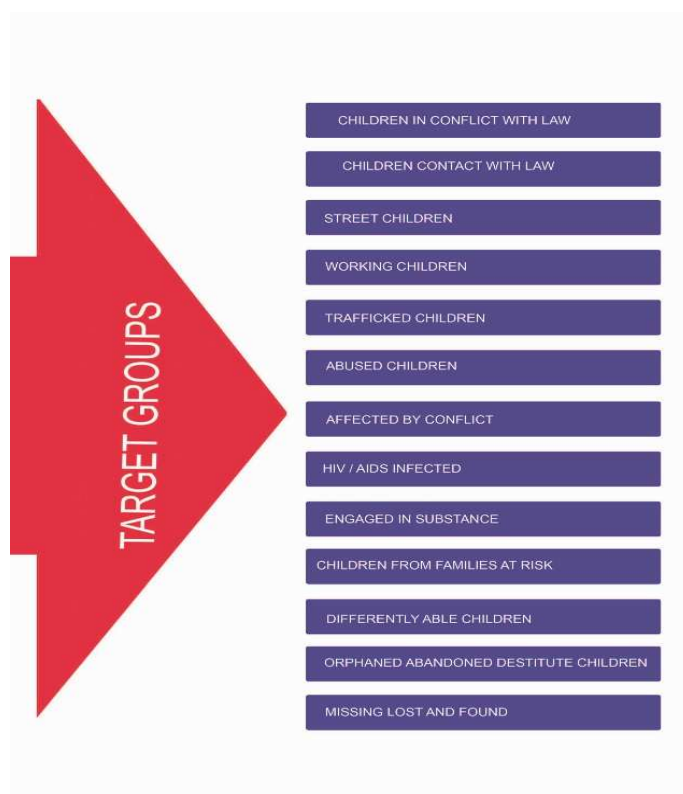 TARGET GROUPS
CHILDREN IN CONFLICT WITH LAW
CHILDREN CONTACT WITH LAW
STREET CHILDREN
WORKING CHILDREN
TRAFFICKED CHILDREN
ABUSED CHILDREN
AFFECTED BY CONFLICT
HIV / AIDS INFECTED
ENGAGED IN SUBSTANCE
CHILDREN FROM FAMILIES AT RISK
DIFFERENTLY ABLE CHILDREN
ORPHANED ABANDONED DESTITUTE CHILDREN
MISSING LOST AND FOUND